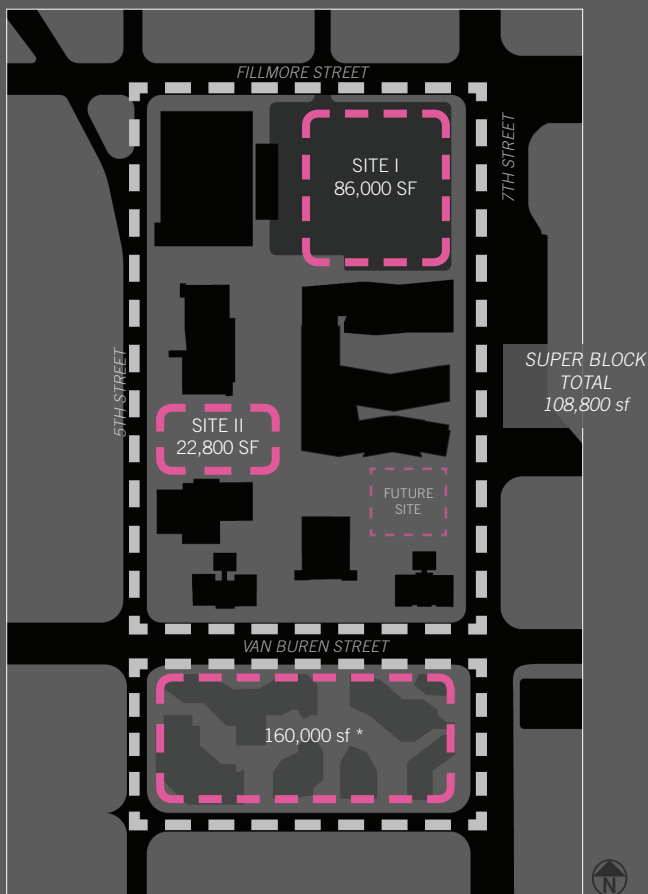 FILLMORE STREET
7TH STREET
SITE I
86,000 SF
5TH STREET
SUPER BLOCK
TOTAL
108,800 sf
SITE II
22,800 SF
FUTURE
SITE
VAN BUREN STREET
160,000 sf *
N